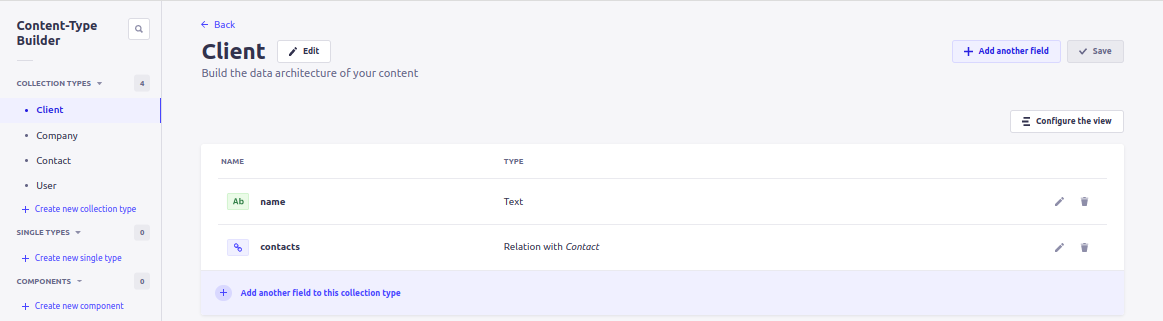 Content-Type
Builder
COLLECTION TYPES 4
Client
Company
Contact
User
Create new collection type
SINGLE TYPES 0
Create new single type
COMPONENTS 0
Create new component
Back
Client Edit
Build the data architecture of your content
Add another field Save
Configure the view
NAME TYPE
Ab name Text
contacts Relation with Contact
Add another field to this collection type